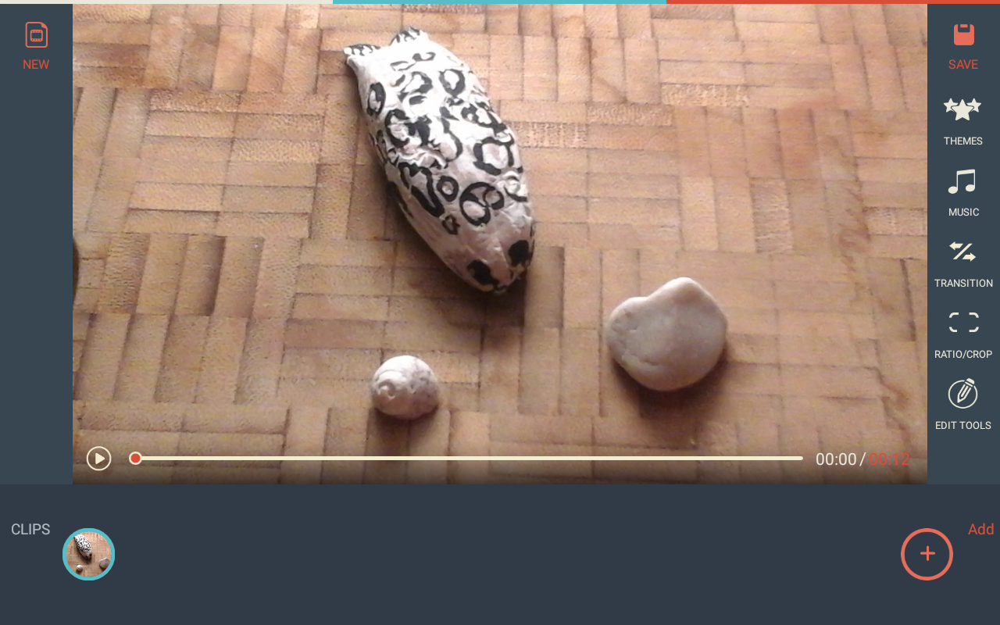 NEW
SAVE
THEMES
MUSIC
TRANSITION
RATIO/CROP
EDIT TOOLS
00:00 / 00:12
CLIPS
Add